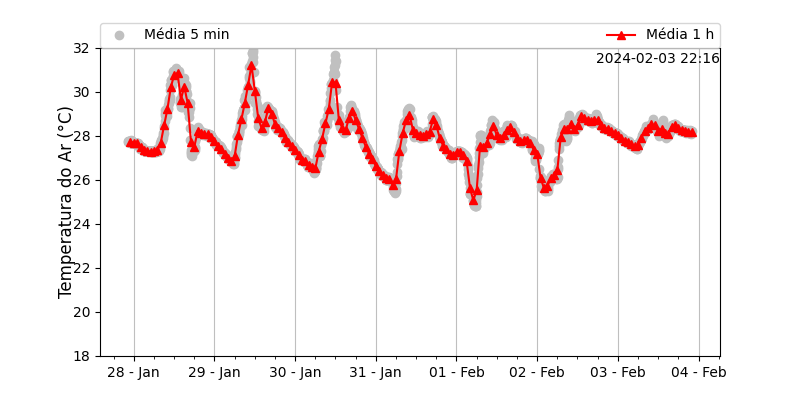 Média 5 min
Média 1 h
2024-02-03 22:16
Temperatura do Ar (°C)
32
30
28
26
24
22
20
18
28 - Jan
29 - Jan
30 - Jan
31 - Jan
01 - Feb
02 - Feb
03 - Feb
04 - Feb